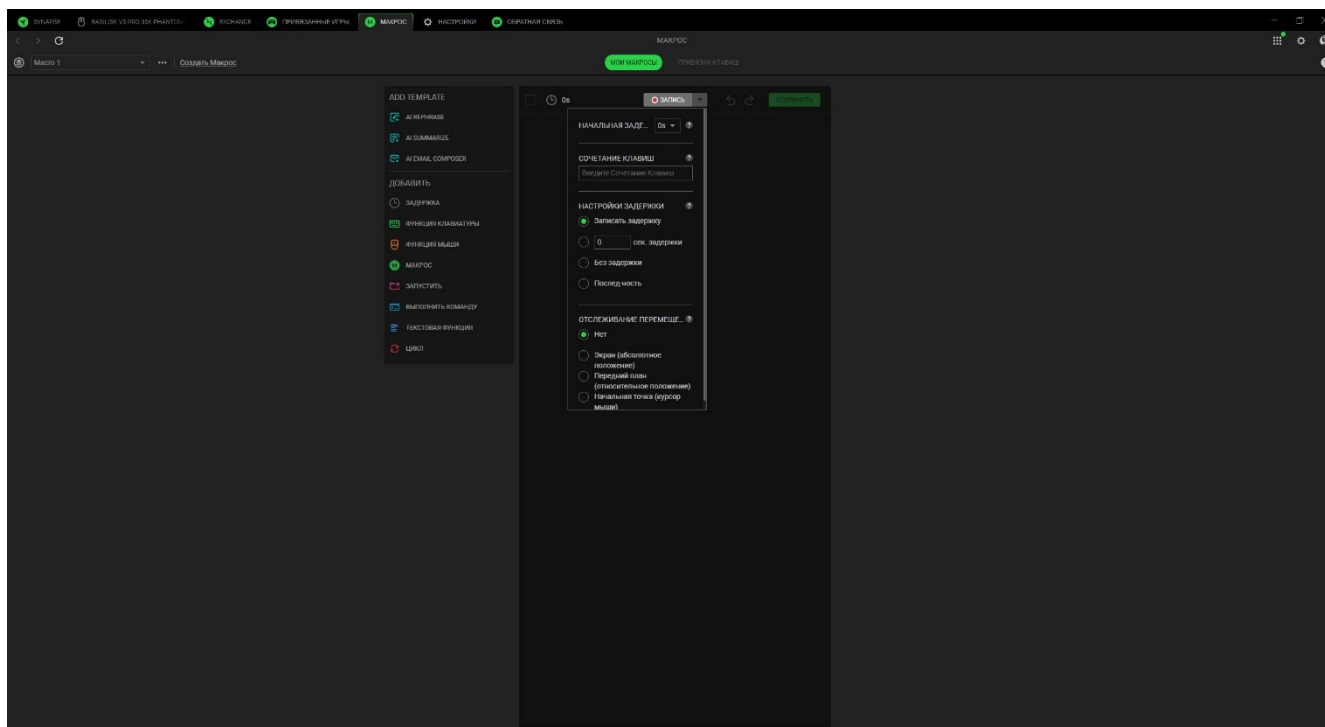 SYNAPSE
BASILISK V3 PRO 35K PHANTOM
EXCHANGE
ПРИВЯЗАННЫЕ ИГРЫ
МАКРОС
НАСТРОЙКИ
ОБРАТНАЯ СВЯЗЬ
МАКРОС
Macro 1
Создать Макрос
МОИ МАКРОСЫ
ПРИВЯЗКИ КЛАВИШ
ADD TEMPLATE
AI REPHRASE
AI SUMMARIZE
AI EMAIL COMPOSER
ДОБАВИТЬ
ЗАДЕРЖКА
ФУНКЦИЯ КЛАВИАТУРЫ
ФУНКЦИЯ МЫШИ
МАКРОС
ЗАПУСТИТЬ
ВЫПОЛНИТЬ КОМАНДУ
ТЕКСТОВАЯ ФУНКЦИЯ
ЦИКЛ
0s
ЗАПИСЬ
СОХРАНИТЬ
НАЧАЛЬНАЯ ЗАДЕ... 0s
СОЧЕТАНИЕ КЛАВИШ
Введите Сочетание Клавиш
НАСТРОЙКИ ЗАДЕРЖКИ
Записать задержку
0 сек. задержки
Без задержки
Послед-ность
ОТСЛЕЖИВАНИЕ ПЕРЕМЕЩЕ...
Нет
Экран (абсолютное
положение)
Передний план
(относительное положение)
Начальная точка (курсор
мыши)